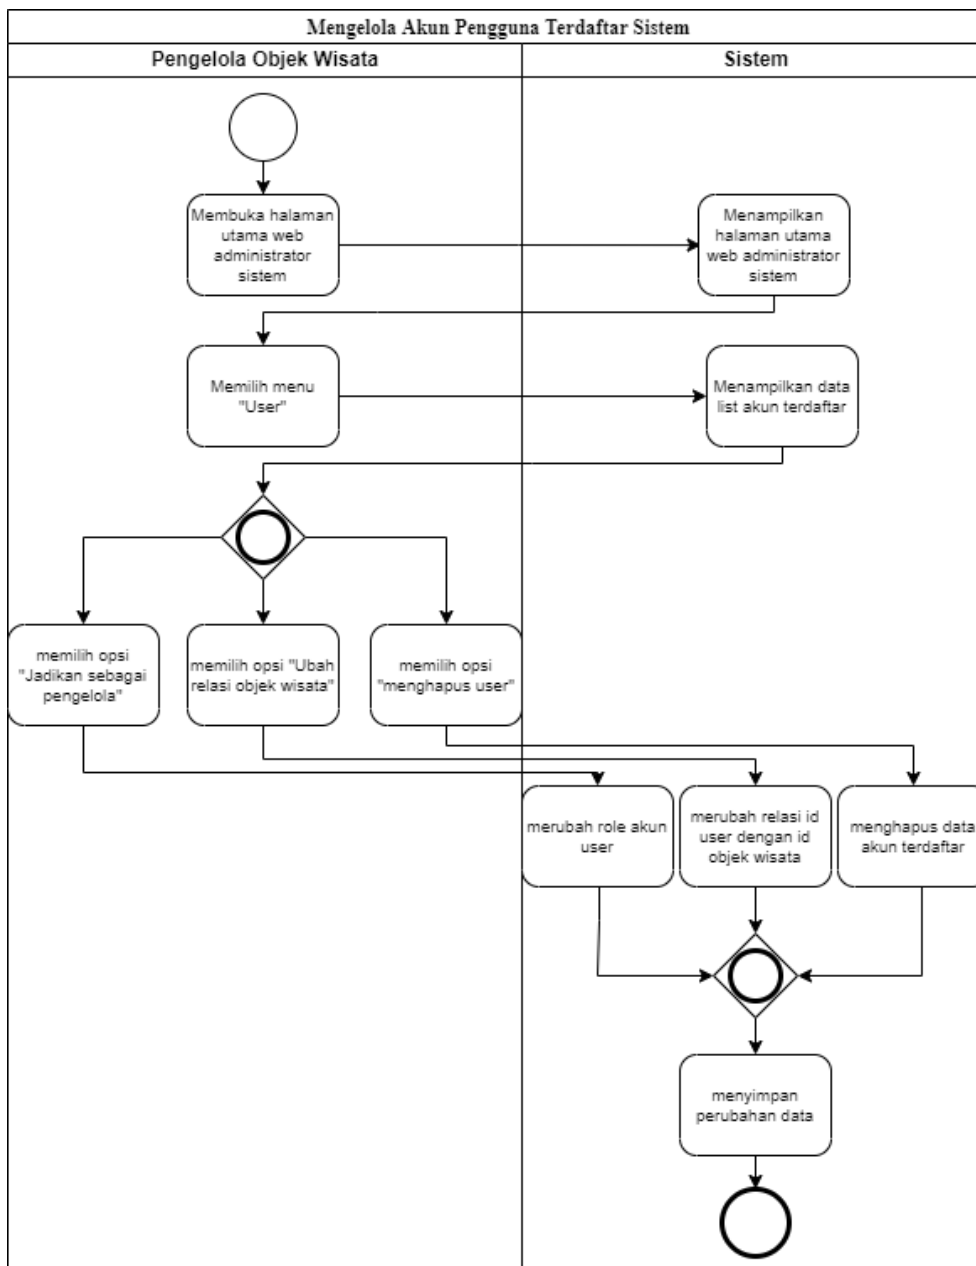 Mengelola Akun Pengguna Terdaftar Sistem
Pengelola Objek Wisata
Sistem
Membuka halaman
utama web
administrator
sistem
Menampilkan
halaman utama
web administrator
sistem
Memilih menu
"User"
Menampilkan data
list akun terdaftar
memilih opsi
"Jadikan sebagai
pengelola"
memilih opsi "Ubah
relasi objek wisata"
memilih opsi
"menghapus user"
merubah role akun
user
merubah relasi id
user dengan id
objek wisata
menghapus data
akun terdaftar
menyimpan
perubahan data